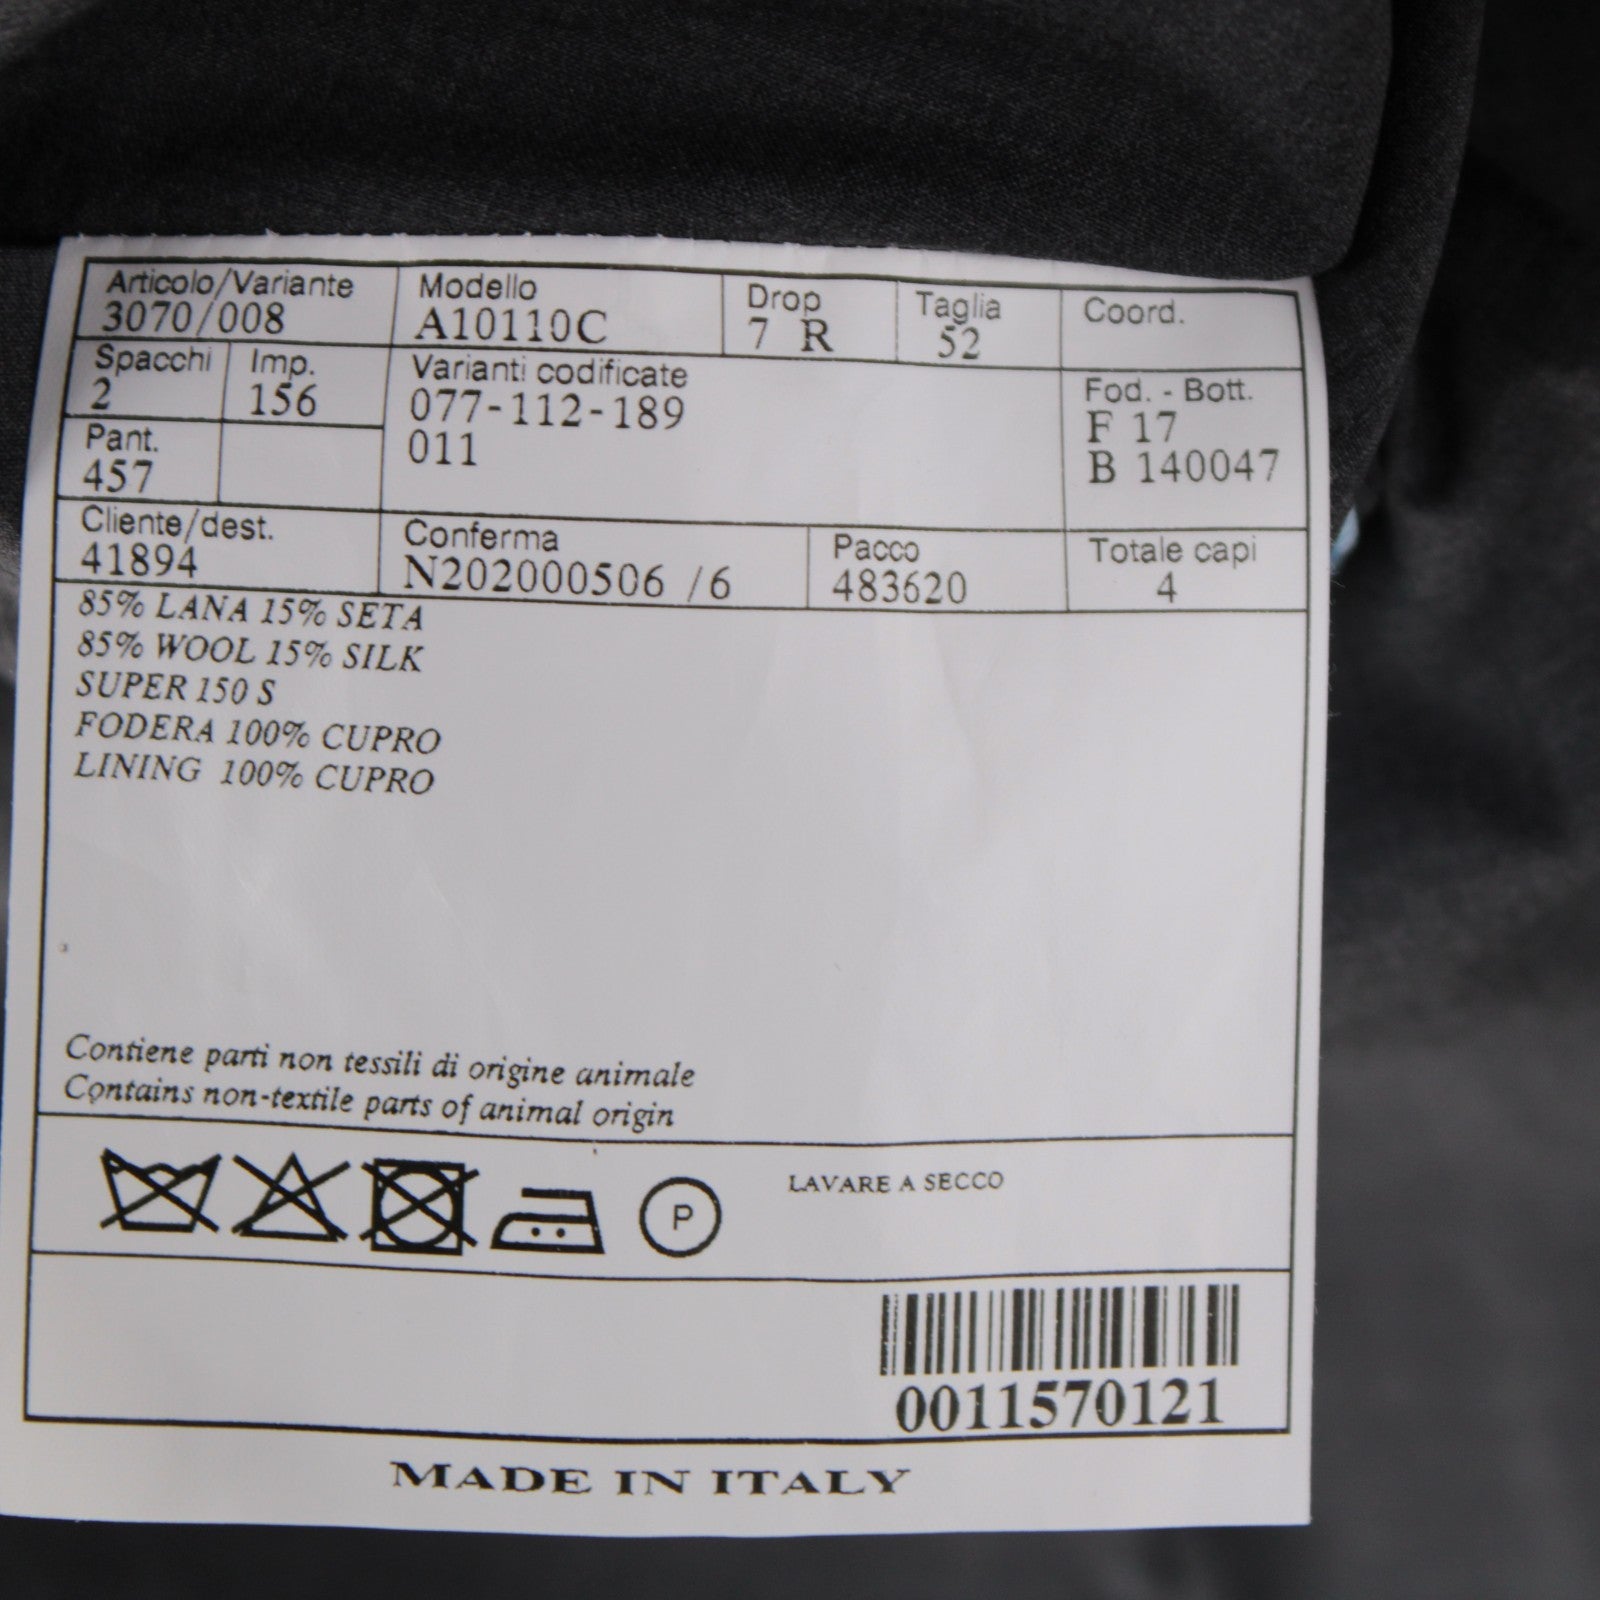 Articolo/Variante Modello Drop Taglia Coord.
3070/008 A10110C 7 R 52
Spacchi Imp. Varianti codificate Fod. - Bott.
2 156 077-112-189 F 17
Pant. 011 B 140047
457
Cliente/dest. Conferma Pacco Totale capi
41894 N202000506 /6 483620 4
85% LANA 15% SETA
85% WOOL 15% SILK
SUPER 150 S
FODERA 100% CUPRO
LINING 100% CUPRO
Contiene parti non tessili di origine animale
Contains non-textile parts of animal origin
P LAVARE A SECCO
0011570121
MADE IN ITALY